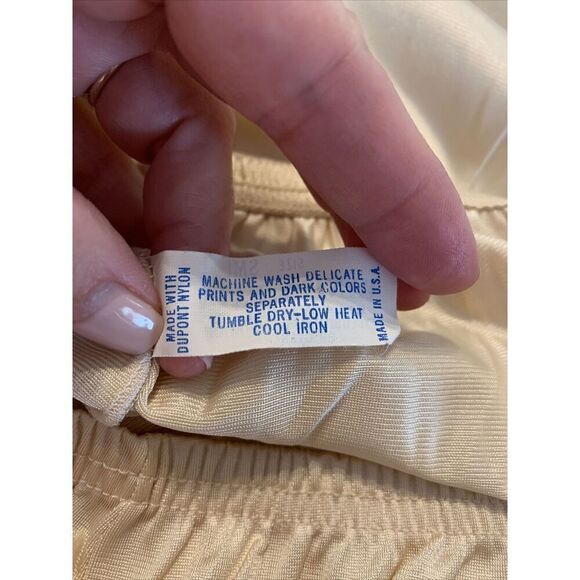 MADE WITH
DUPONT NYLON
MACHINE WASH DELICATE
PRINTS AND DARK COLORS
SEPARATELY
TUMBLE DRY-LOW HEAT
COOL IRON
MADE IN U.S.A.